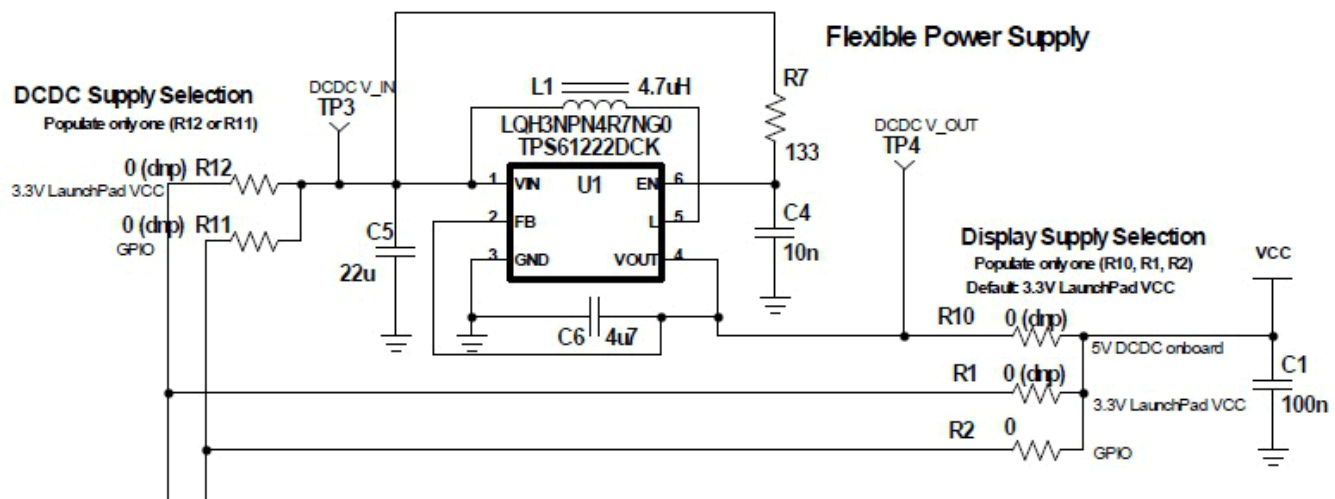 Flexible Power Supply
DCDC Supply Selection
Populate only one (R12 or R11)
DCDC V_IN
TP3
L1 4.7uH
LQH3NPN4R7NG0
TPS61222DCK
R7
133
DCDC V_OUT
TP4
0 (dnp) R12
3.3V LaunchPad VCC
0 (dnp) R11
GPIO
1 VIN U1 EN 6
2 FB L 5
3 GND VOUT 4
C5
22u
C4
10n
C6 4u7
Display Supply Selection
Populate only one (R10, R1, R2)
Default: 3.3V LaunchPad VCC
VCC
R10 0 (dnp)
5V DCDC onboard
R1 0 (dnp)
3.3V LaunchPad VCC
R2 0
GPIO
C1
100n